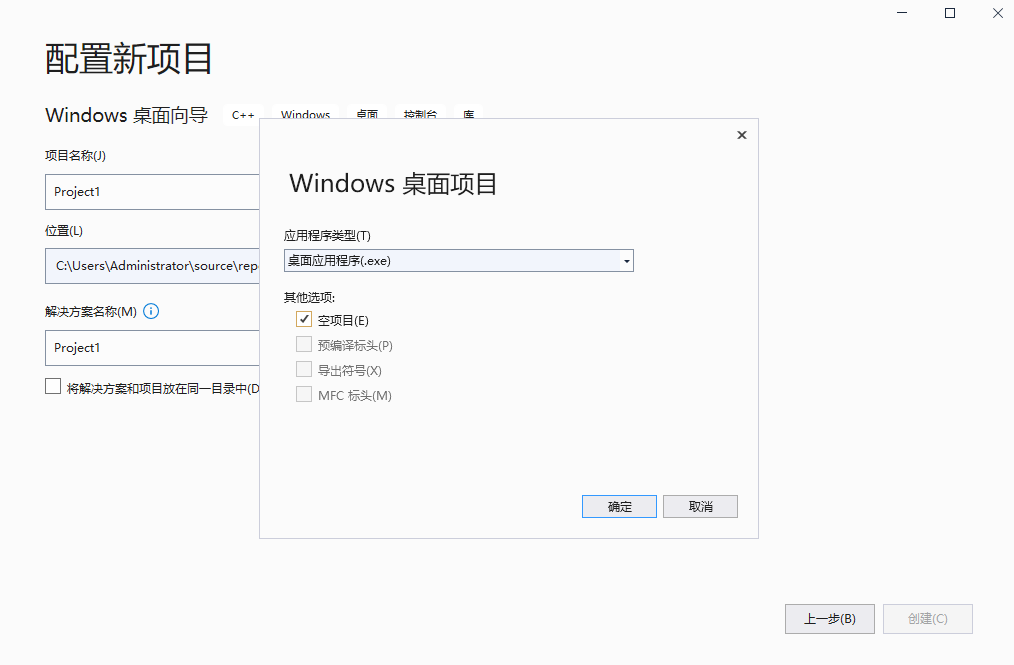 配置新项目
Windows 桌面向导 C++ Windows 桌面 控制台 库
项目名称(J)
Project1
位置(L)
C:\Users\Administrator\source\rep
解决方案名称(M)
Project1
将解决方案和项目放在同一目录中(D
Windows 桌面项目
应用程序类型(T)
桌面应用程序(.exe)
其他选项:
空项目(E)
预编译标头(P)
导出符号(X)
MFC 标头(M)
确定 取消
上一步(B) 创建(C)